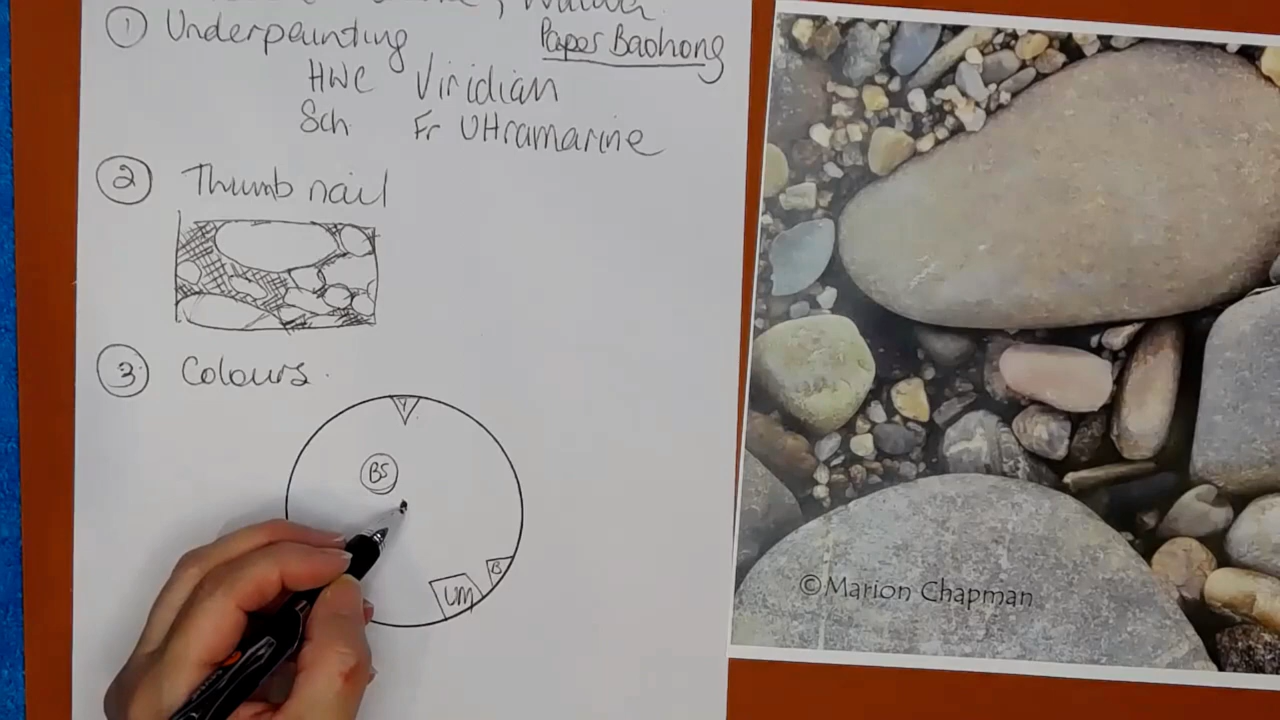 ① Underpainting
Paper Baohong
HWC Viridian
Sch Fr Ultramarine
② Thumb nail
③ Colours.
Y
BS
B
UM
©Marion Chapman